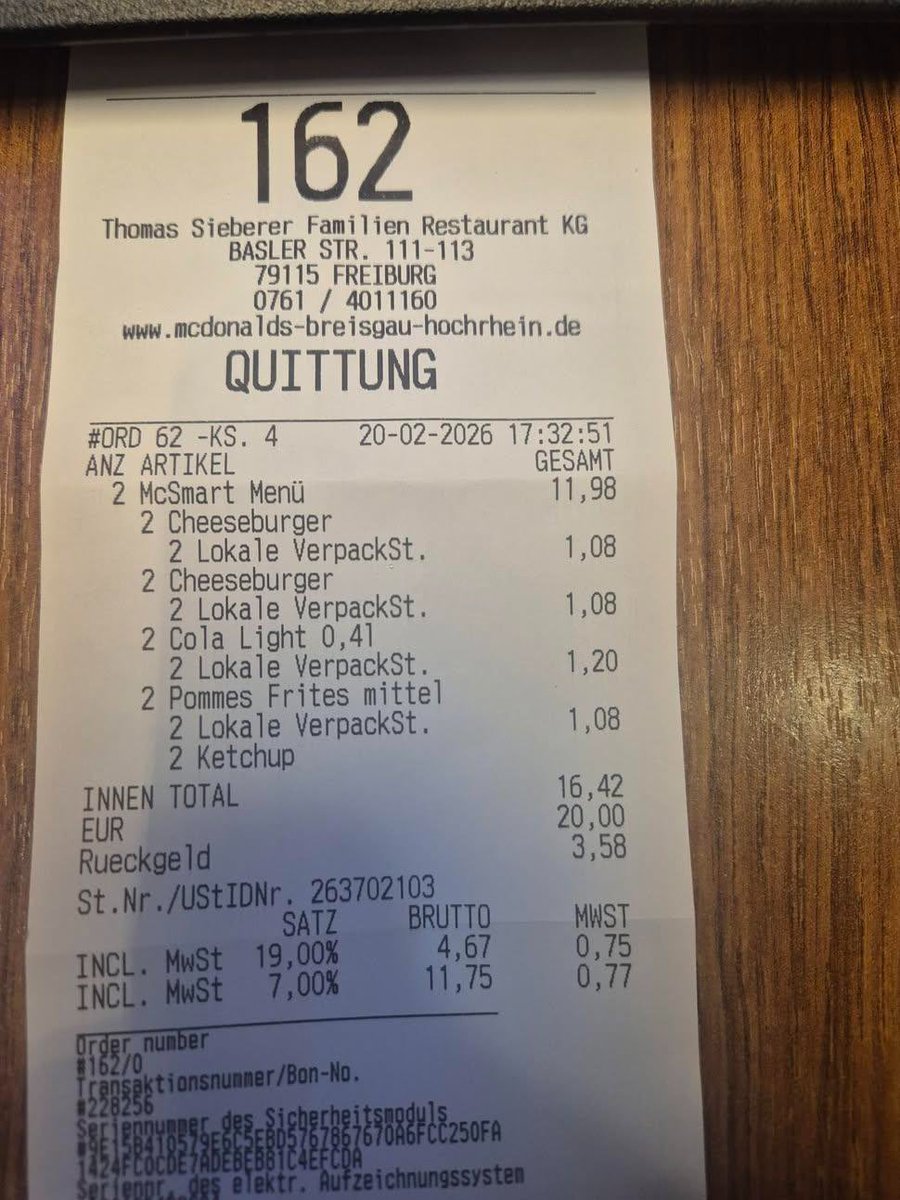 162
Thomas Sieberer Familien Restaurant KG
BASLER STR. 111-113
79115 FREIBURG
0761 / 4011160
www.mcdonalds-breisgau-hochrhein.de
QUITTUNG
#ORD 62 -KS. 4 20-02-2026 17:32:51
ANZ ARTIKEL GESAMT
2 McSmart Menü 11,98
2 Cheeseburger
2 Lokale VerpackSt. 1,08
2 Cheeseburger
2 Lokale VerpackSt. 1,08
2 Cola Light 0,4l
2 Lokale VerpackSt. 1,20
2 Pommes Frites mittel
2 Lokale VerpackSt. 1,08
2 Ketchup
INNEN TOTAL 16,42
EUR 20,00
Rueckgeld 3,58
St.Nr./UStIDNr. 263702103
SATZ BRUTTO MWST
INCL. MwSt 19,00% 4,67 0,75
INCL. MwSt 7,00% 11,75 0,77
Order number
#162/0
Transaktionsnummer/Bon-No.
#228256
Seriennummer des Sicherheitsmoduls
des elektr. Aufzeichnungssystem